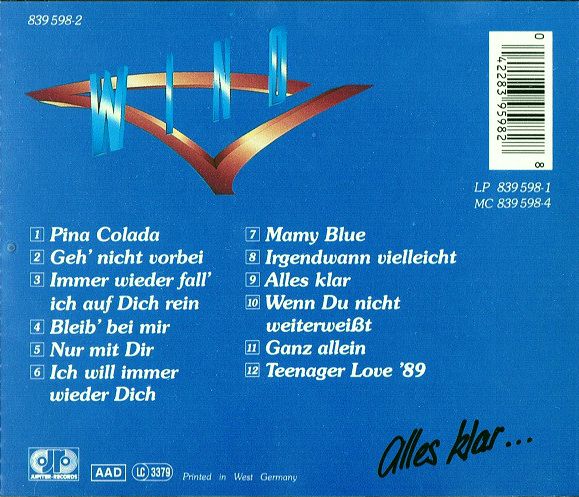 839 598-2
WIND
0 42283 95982 8
LP 839 598-1
MC 839 598-4
1 Pina Colada
2 Geh' nicht vorbei
3 Immer wieder fall'
ich auf Dich rein
4 Bleib' bei mir
5 Nur mit Dir
6 Ich will immer
wieder Dich
7 Mamy Blue
8 Irgendwann vielleicht
9 Alles klar
10 Wenn Du nicht
weiterweißt
11 Ganz allein
12 Teenager Love '89
Alles klar...
JUPITER-RECORDS
AAD
LC 3379
Printed in West Germany